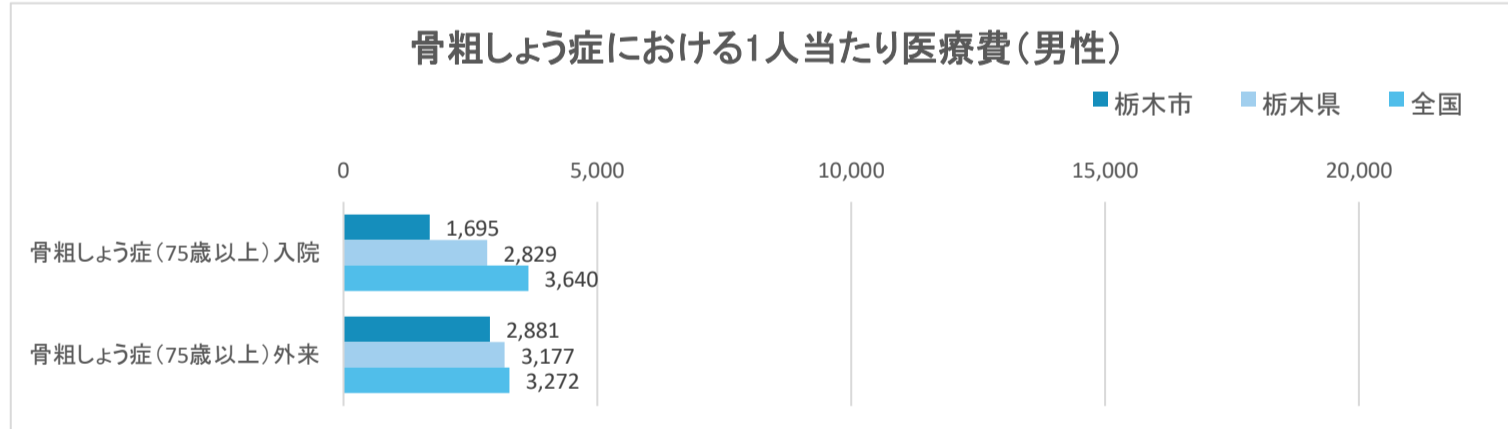 骨粗しょう症における1人当たり医療費（男性）
栃木市 栃木県 全国
0 5,000 10,000 15,000 20,000
骨粗しょう症（75歳以上）入院
1,695
2,829
3,640
骨粗しょう症（75歳以上）外来
2,881
3,177
3,272